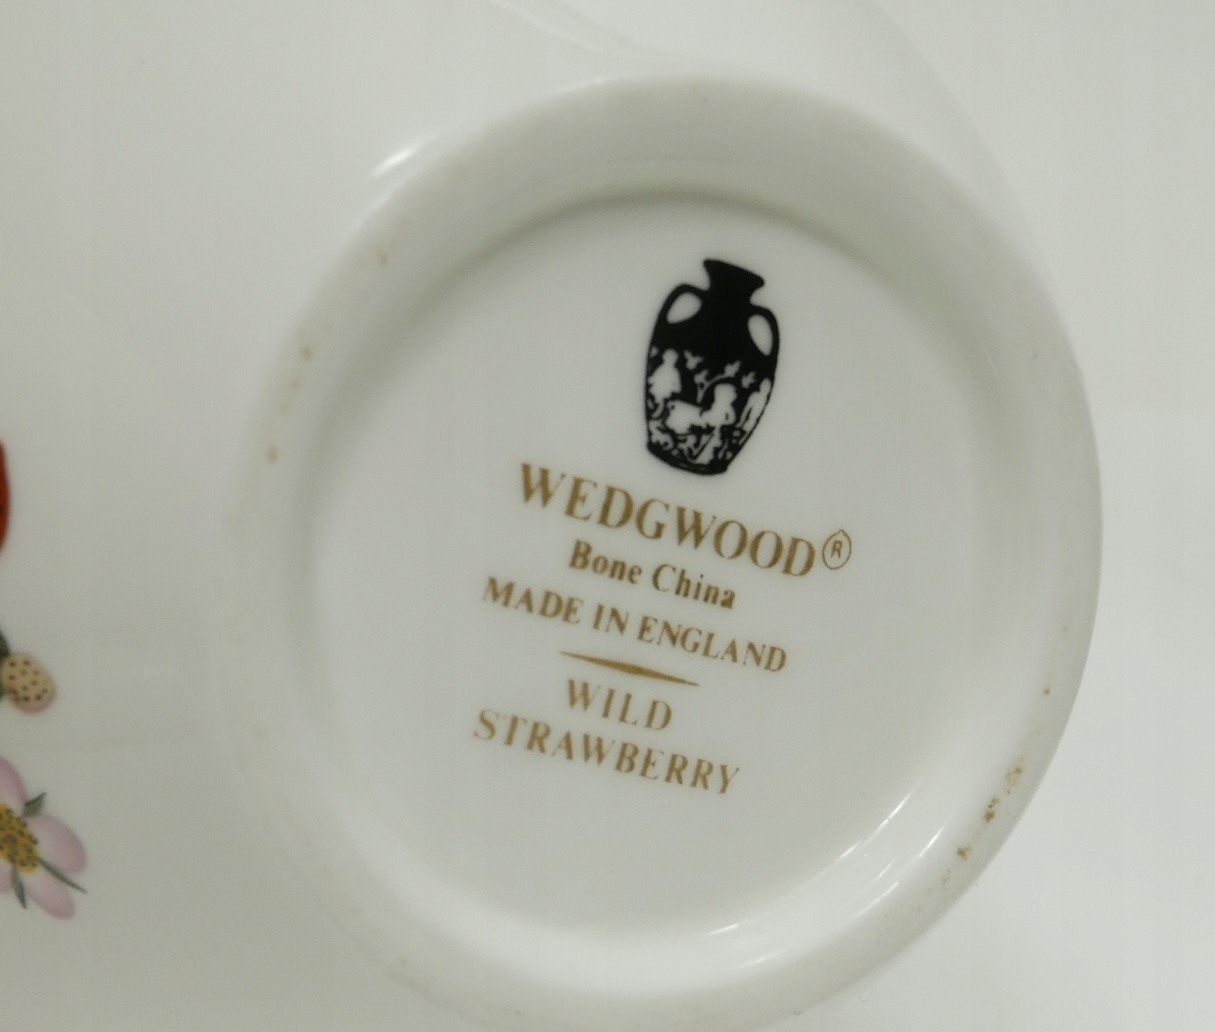 WEDGWOOD®
Bone China
MADE IN ENGLAND
WILD
STRAWBERRY